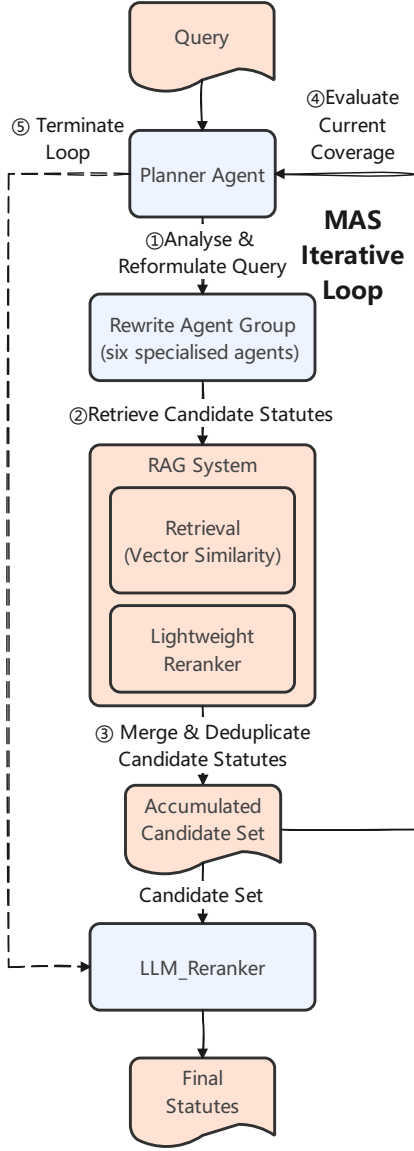 Query
④Evaluate
Current
Coverage
⑤ Terminate
Loop
Planner Agent
MAS
Iterative
Loop
①Analyse &
Reformulate Query
Rewrite Agent Group
(six specialised agents)
②Retrieve Candidate Statutes
RAG System
Retrieval
(Vector Similarity)
Lightweight
Reranker
③ Merge & Deduplicate
Candidate Statutes
Accumulated
Candidate Set
Candidate Set
LLM_Reranker
Final
Statutes